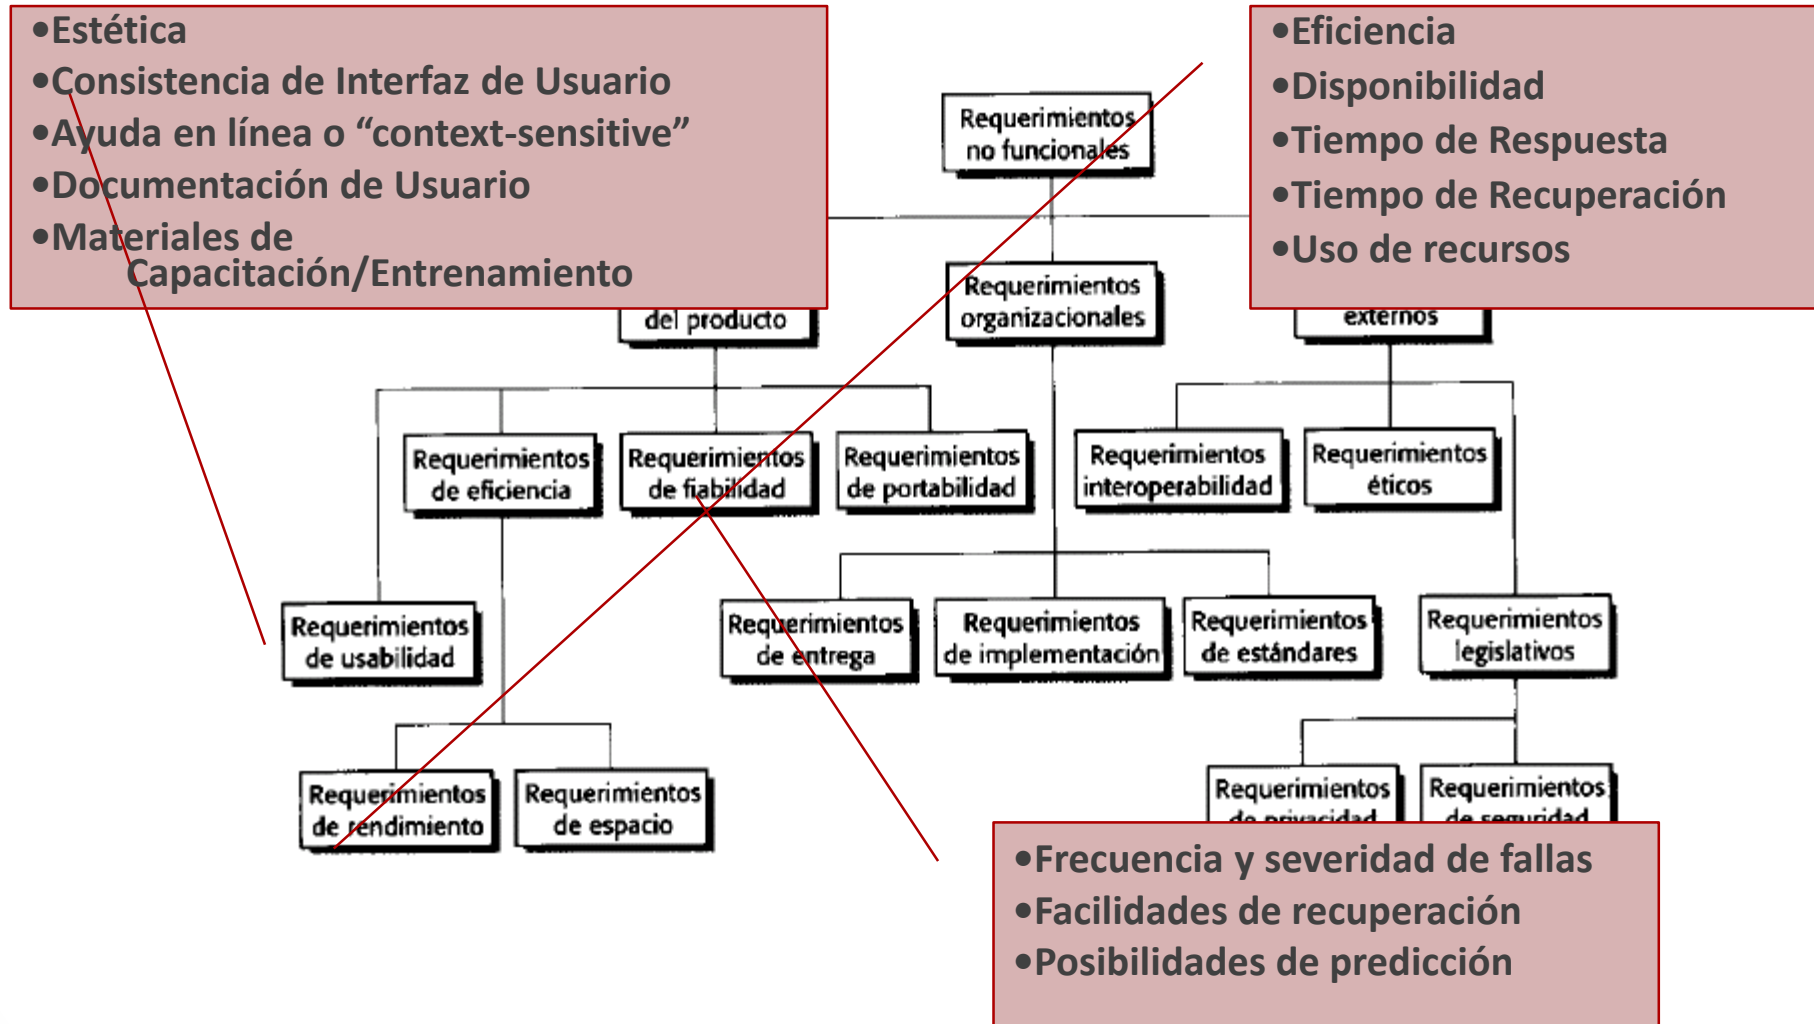 •Estética
•Consistencia de Interfaz de Usuario
•Ayuda en línea o “context-sensitive”
•Documentación de Usuario
•Materiales de
Capacitación/Entrenamiento
•Eficiencia
•Disponibilidad
•Tiempo de Respuesta
•Tiempo de Recuperación
•Uso de recursos
Requerimientos
no funcionales
del producto
Requerimientos
organizacionales
externos
Requerimientos
de eficiencia
Requerimientos
de fiabilidad
Requerimientos
de portabilidad
Requerimientos
interoperabilidad
Requerimientos
éticos
Requerimientos
de usabilidad
Requerimientos
de entrega
Requerimientos
de implementación
Requerimientos
de estándares
Requerimientos
legislativos
Requerimientos
de rendimiento
Requerimientos
de espacio
Requerimientos
de privacidad
Requerimientos
de seguridad
•Frecuencia y severidad de fallas
•Facilidades de recuperación
•Posibilidades de predicción